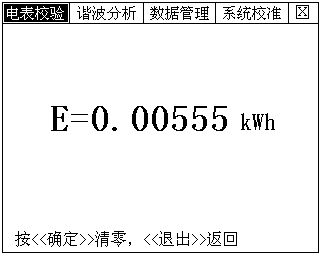 电表校验 谐波分析 数据管理 系统校准 ☒
E=0.00555 kWh
按<<确定>>清零，<<退出>>返回